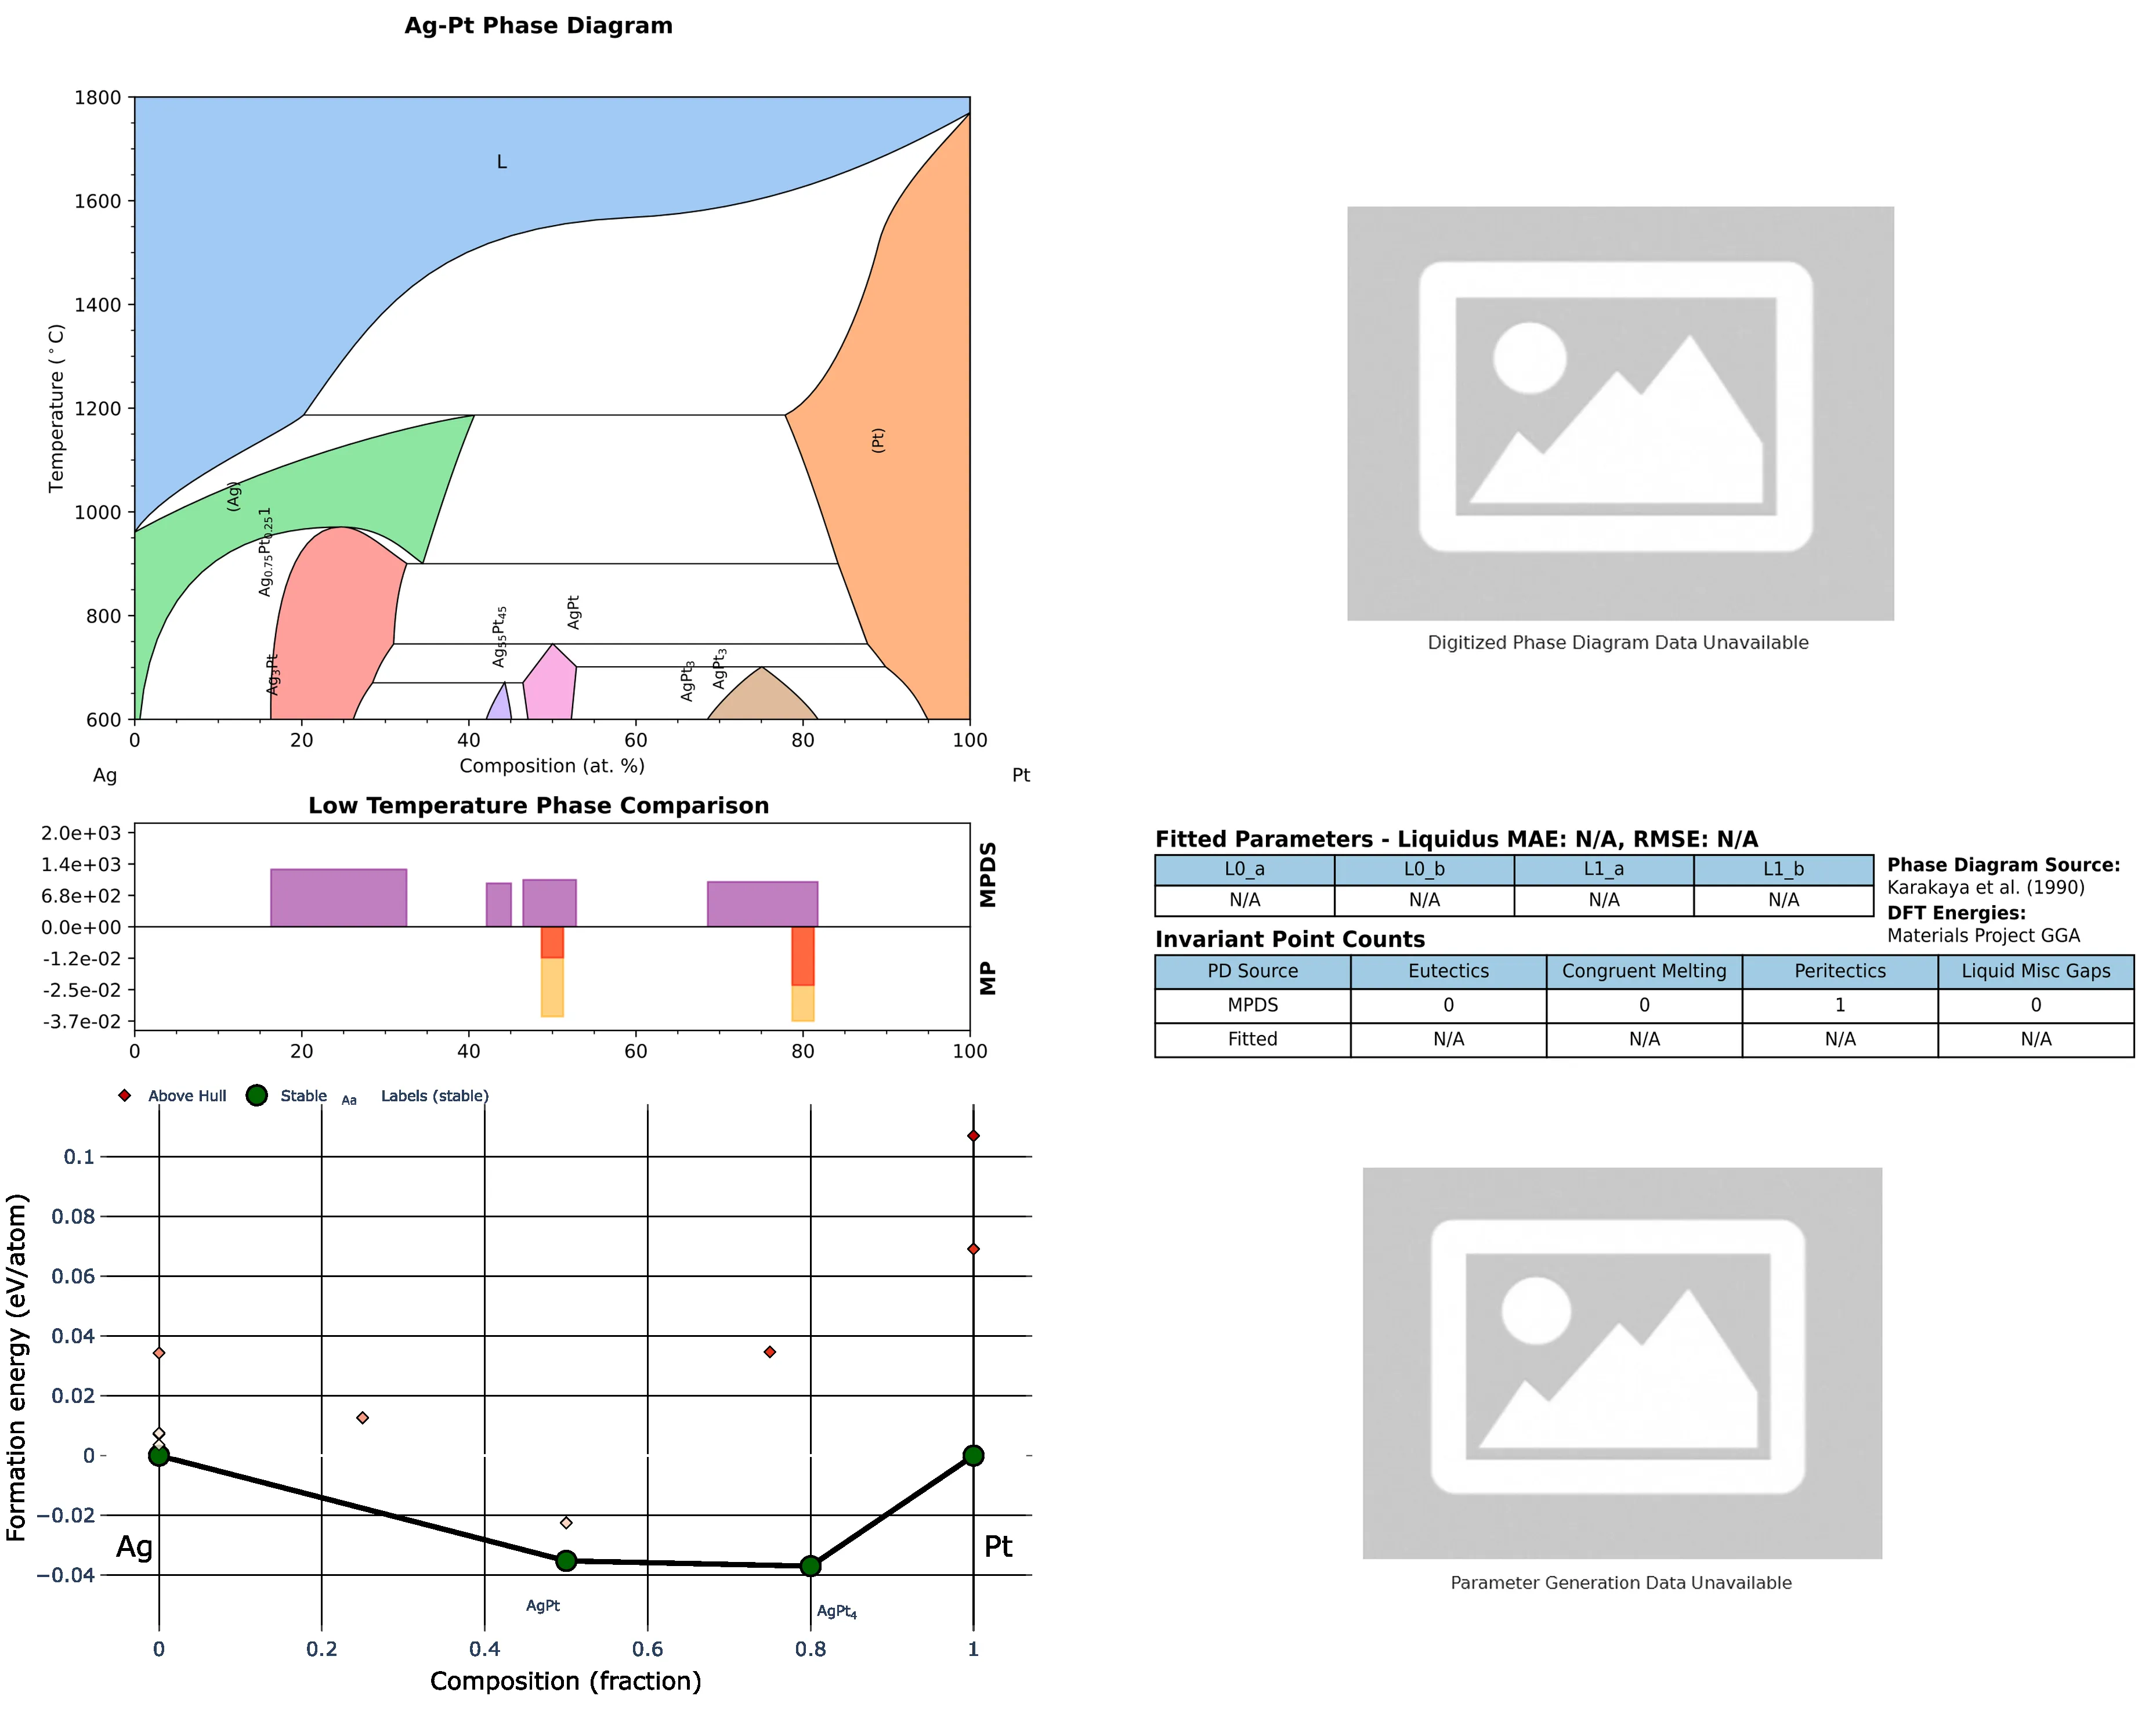 Ag-Pt Phase Diagram
1800
1600
1400
1200
1000
800
600
Temperature (°C)
L
(Ag)
Ag0.75Pt0.251
Ag3Pt
Ag55Pt45
AgPt
AgPt3
AgPt3
(Pt)
0 20 40 60 80 100
Composition (at. %)
Ag Pt
Digitized Phase Diagram Data Unavailable
Low Temperature Phase Comparison
2.0e+03
1.4e+03
6.8e+02
0.0e+00
-1.2e-02
-2.5e-02
-3.7e-02
MPDS
MP
0 20 40 60 80 100
Fitted Parameters - Liquidus MAE: N/A, RMSE: N/A
L0_a L0_b L1_a L1_b
N/A N/A N/A N/A
Phase Diagram Source:
Karakaya et al. (1990)
DFT Energies:
Materials Project GGA
Invariant Point Counts
PD Source Eutectics Congruent Melting Peritectics Liquid Misc Gaps
MPDS 0 0 1 0
Fitted N/A N/A N/A N/A
Above Hull Stable Aa Labels (stable)
0.1
0.08
0.06
0.04
0.02
0
−0.02
−0.04
Formation energy (eV/atom)
Ag Pt
AgPt
AgPt4
0 0.2 0.4 0.6 0.8 1
Composition (fraction)
Parameter Generation Data Unavailable